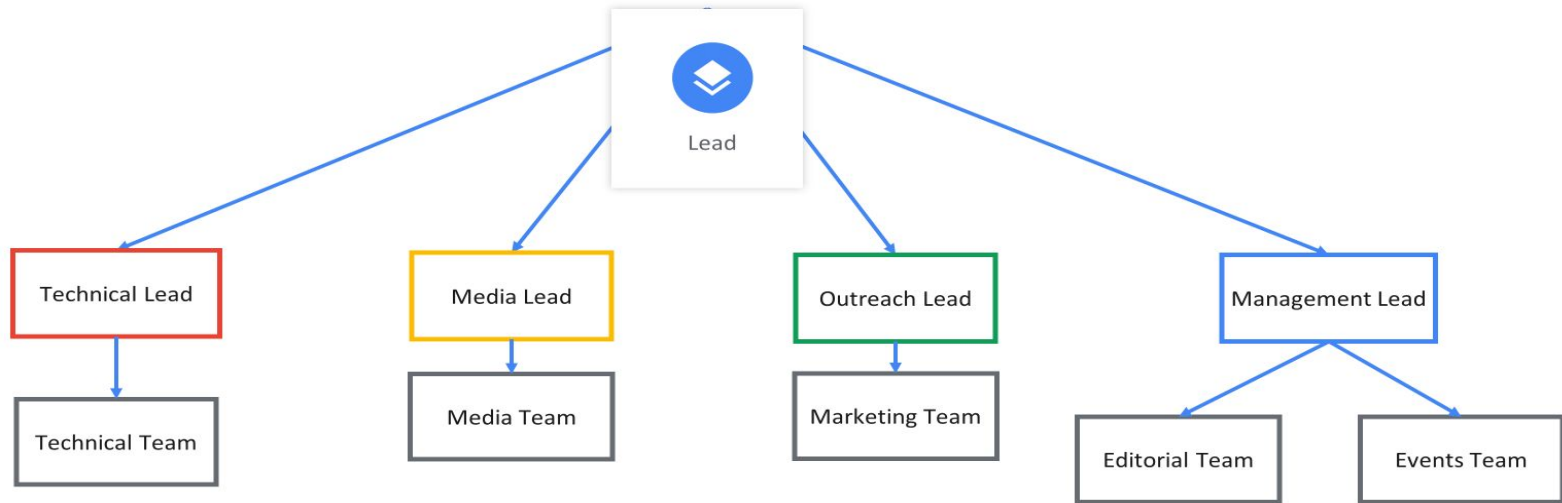 Lead
Technical Lead
Media Lead
Outreach Lead
Management Lead
Technical Team
Media Team
Marketing Team
Editorial Team
Events Team